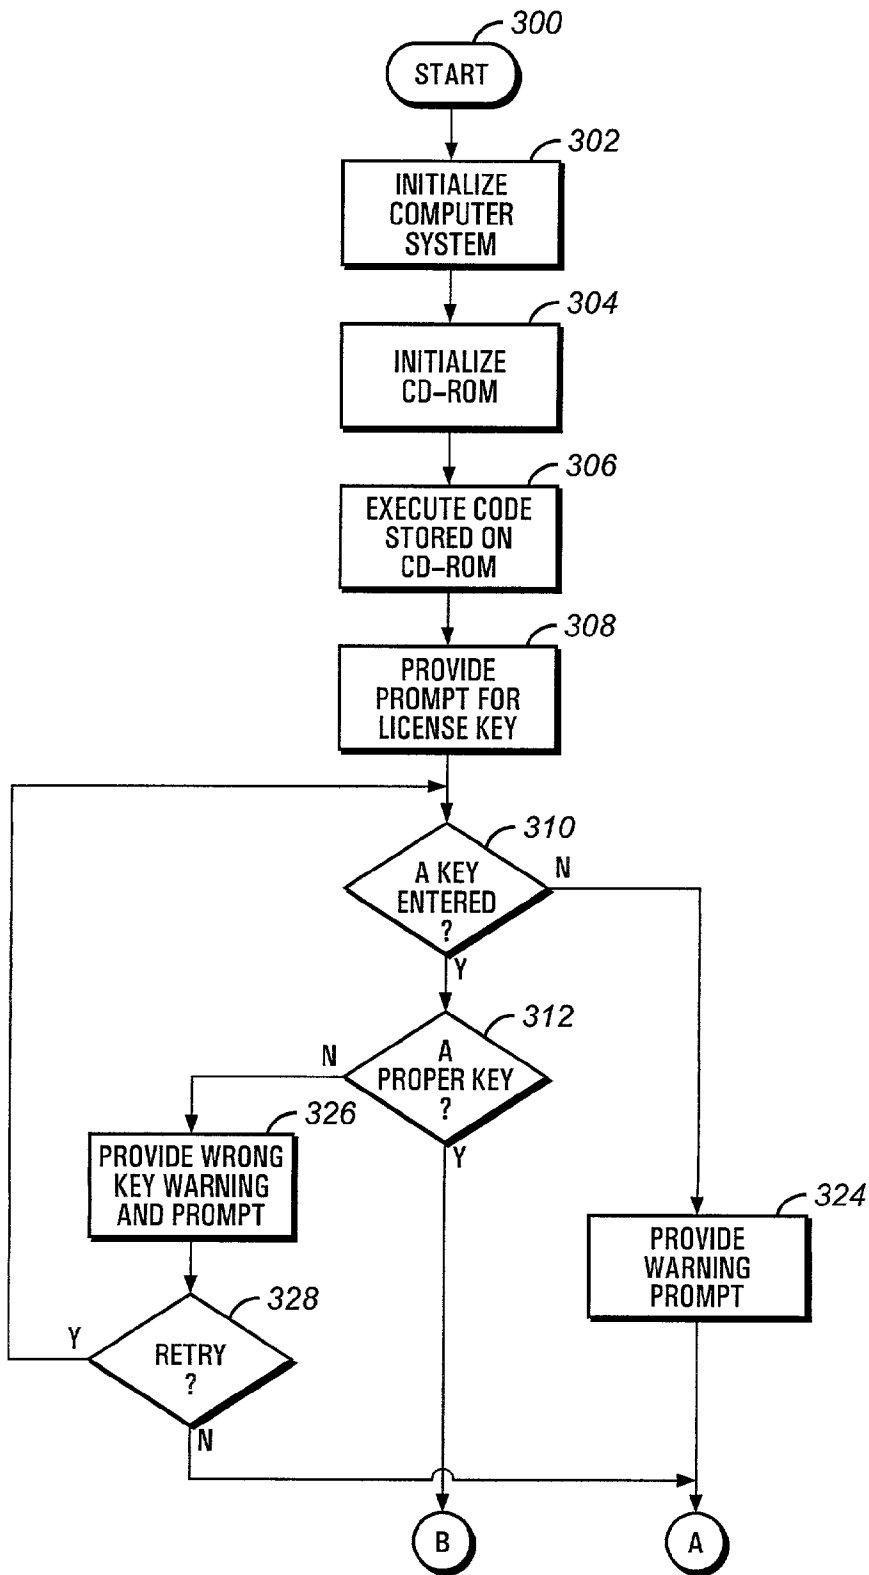 300
START
302
INITIALIZE
COMPUTER
SYSTEM
304
INITIALIZE
CD-ROM
306
EXECUTE CODE
STORED ON
CD-ROM
308
PROVIDE
PROMPT FOR
LICENSE KEY
310
A KEY
ENTERED
?
N
Y
312
A
PROPER KEY
?
N
Y
326
PROVIDE WRONG
KEY WARNING
AND PROMPT
324
PROVIDE
WARNING
PROMPT
328
RETRY
?
Y
N
B
A